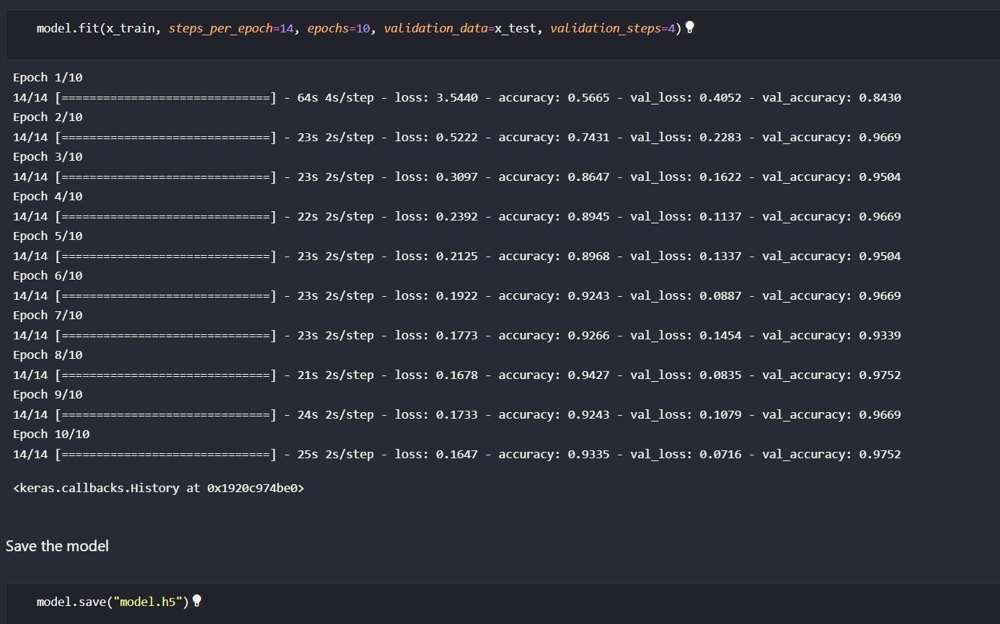 model.fit(x_train, steps_per_epoch=14, epochs=10, validation_data=x_test, validation_steps=4)
Epoch 1/10
14/14 [==============================] - 64s 4s/step - loss: 3.5440 - accuracy: 0.5665 - val_loss: 0.4052 - val_accuracy: 0.8430
Epoch 2/10
14/14 [==============================] - 23s 2s/step - loss: 0.5222 - accuracy: 0.7431 - val_loss: 0.2283 - val_accuracy: 0.9669
Epoch 3/10
14/14 [==============================] - 23s 2s/step - loss: 0.3097 - accuracy: 0.8647 - val_loss: 0.1622 - val_accuracy: 0.9504
Epoch 4/10
14/14 [==============================] - 22s 2s/step - loss: 0.2392 - accuracy: 0.8945 - val_loss: 0.1137 - val_accuracy: 0.9669
Epoch 5/10
14/14 [==============================] - 23s 2s/step - loss: 0.2125 - accuracy: 0.8968 - val_loss: 0.1337 - val_accuracy: 0.9504
Epoch 6/10
14/14 [==============================] - 23s 2s/step - loss: 0.1922 - accuracy: 0.9243 - val_loss: 0.0887 - val_accuracy: 0.9669
Epoch 7/10
14/14 [==============================] - 23s 2s/step - loss: 0.1773 - accuracy: 0.9266 - val_loss: 0.1454 - val_accuracy: 0.9339
Epoch 8/10
14/14 [==============================] - 21s 2s/step - loss: 0.1678 - accuracy: 0.9427 - val_loss: 0.0835 - val_accuracy: 0.9752
Epoch 9/10
14/14 [==============================] - 24s 2s/step - loss: 0.1733 - accuracy: 0.9243 - val_loss: 0.1079 - val_accuracy: 0.9669
Epoch 10/10
14/14 [==============================] - 25s 2s/step - loss: 0.1647 - accuracy: 0.9335 - val_loss: 0.0716 - val_accuracy: 0.9752
<keras.callbacks.History at 0x1920c974be0>
Save the model
model.save("model.h5")